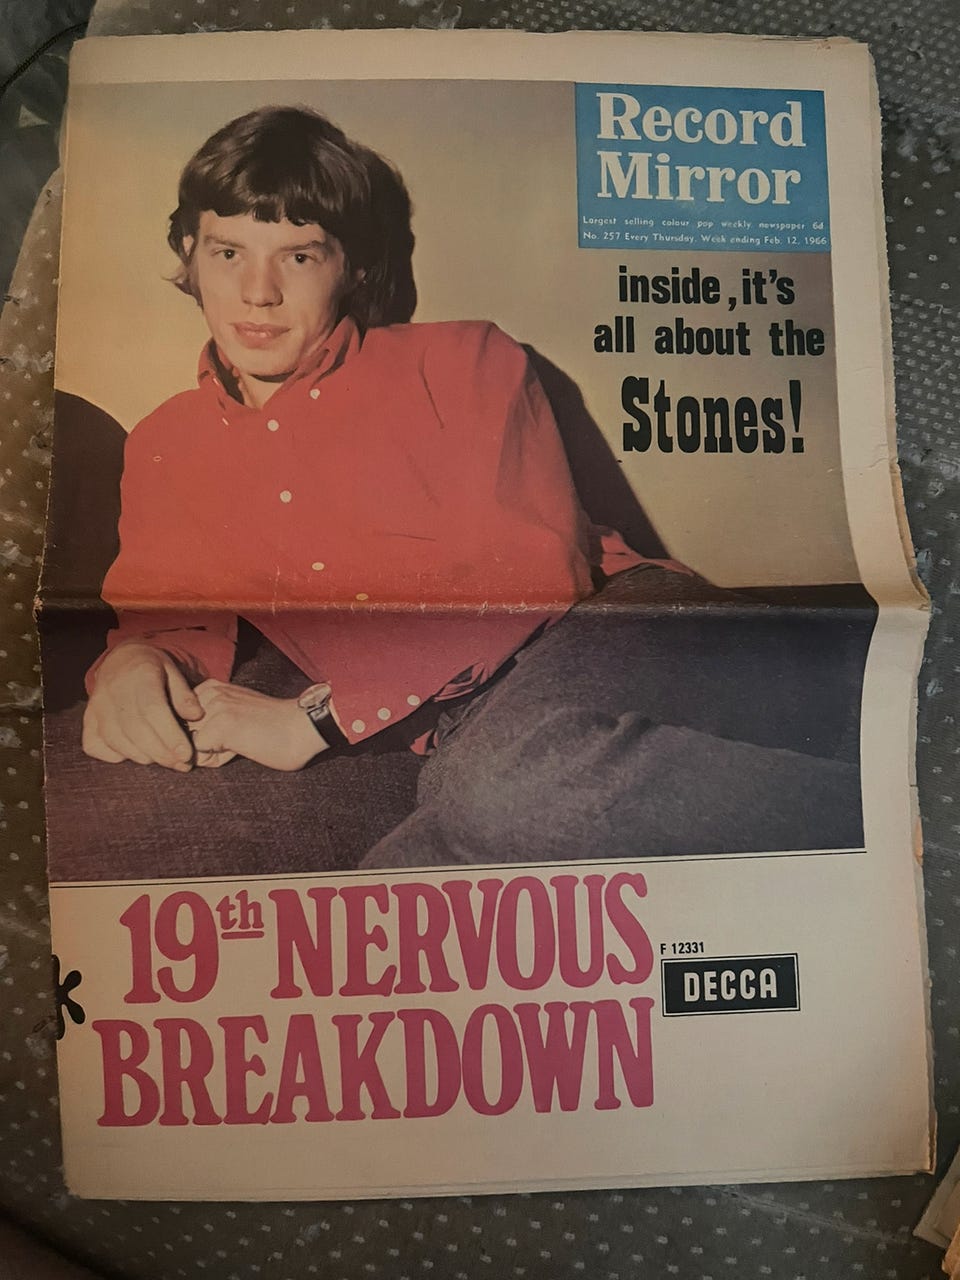 Record
Mirror
Largest selling colour pop weekly newspaper 6d
No. 257 Every Thursday. Week ending Feb. 12, 1966
inside, it's
all about the
Stones!
19th NERVOUS
BREAKDOWN
F 12331
DECCA